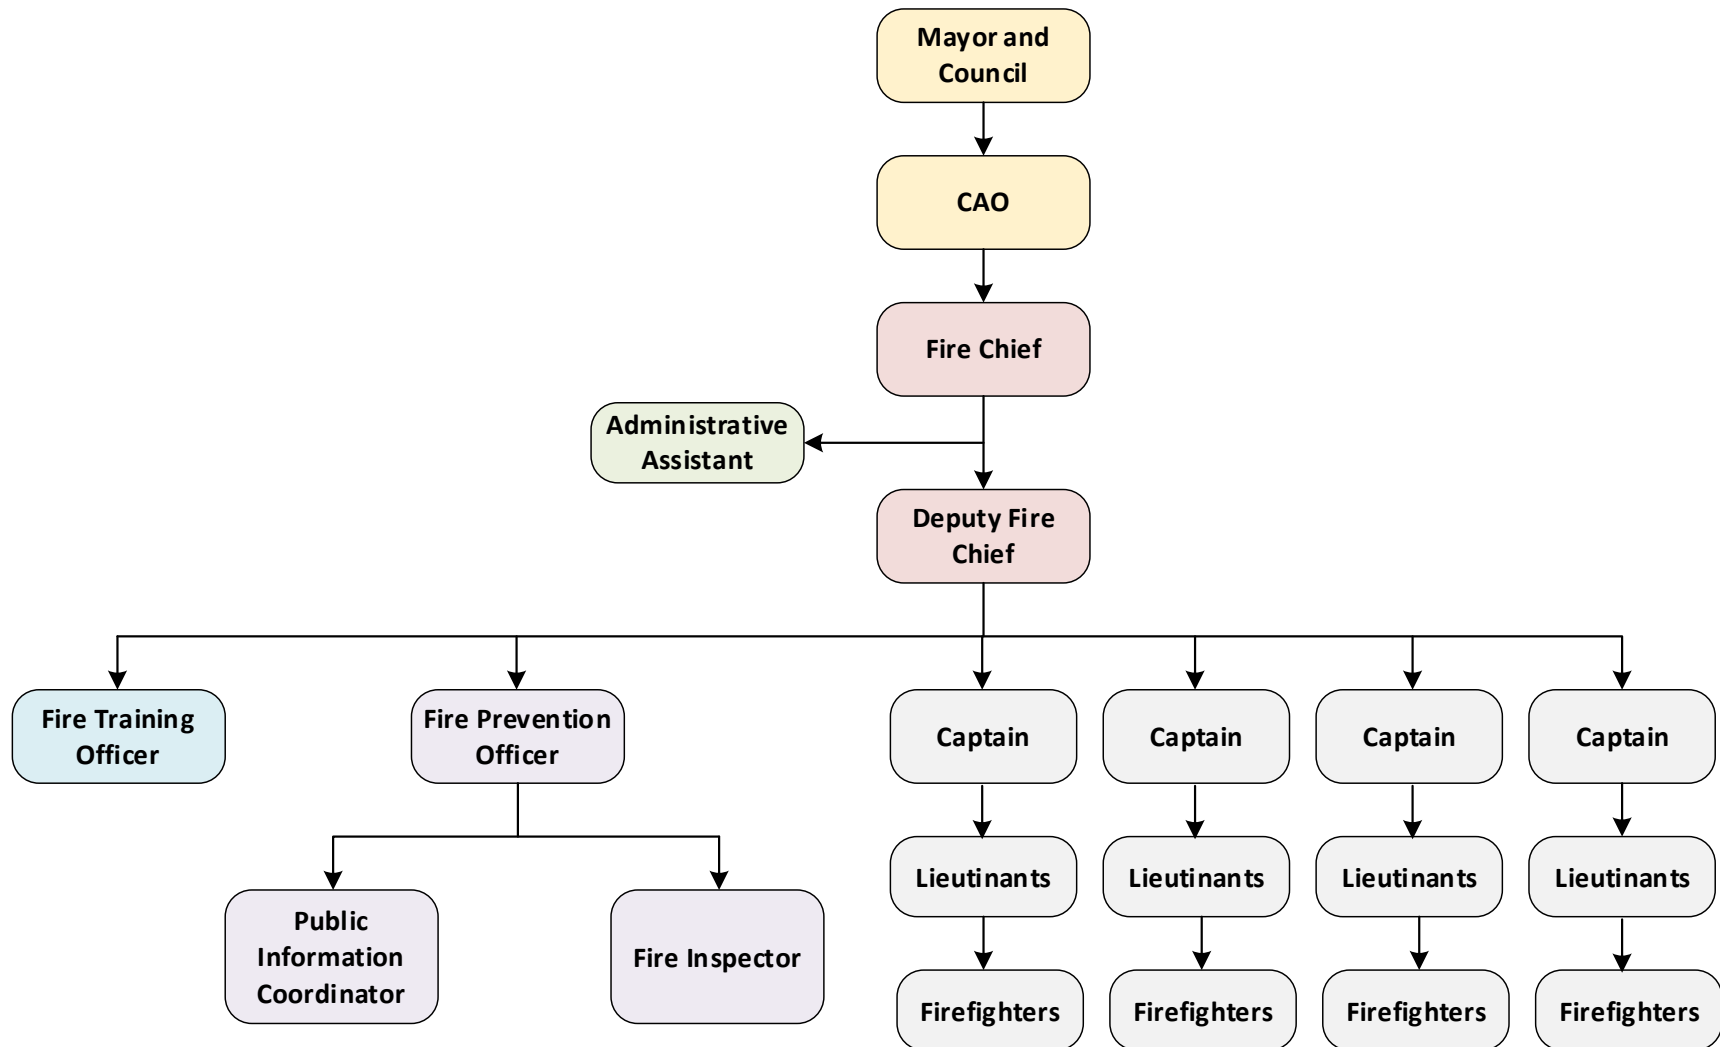 Mayor and
Council
CAO
Fire Chief
Administrative
Assistant
Deputy Fire
Chief
Fire Training
Officer
Fire Prevention
Officer
Captain
Captain
Captain
Captain
Lieutinants
Lieutinants
Lieutinants
Lieutinants
Public
Information
Coordinator
Fire Inspector
Firefighters
Firefighters
Firefighters
Firefighters